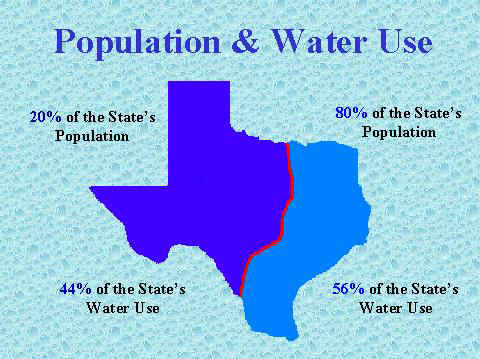 Population & Water Use
20% of the State's
Population
80% of the State's
Population
44% of the State's
Water Use
56% of the State's
Water Use